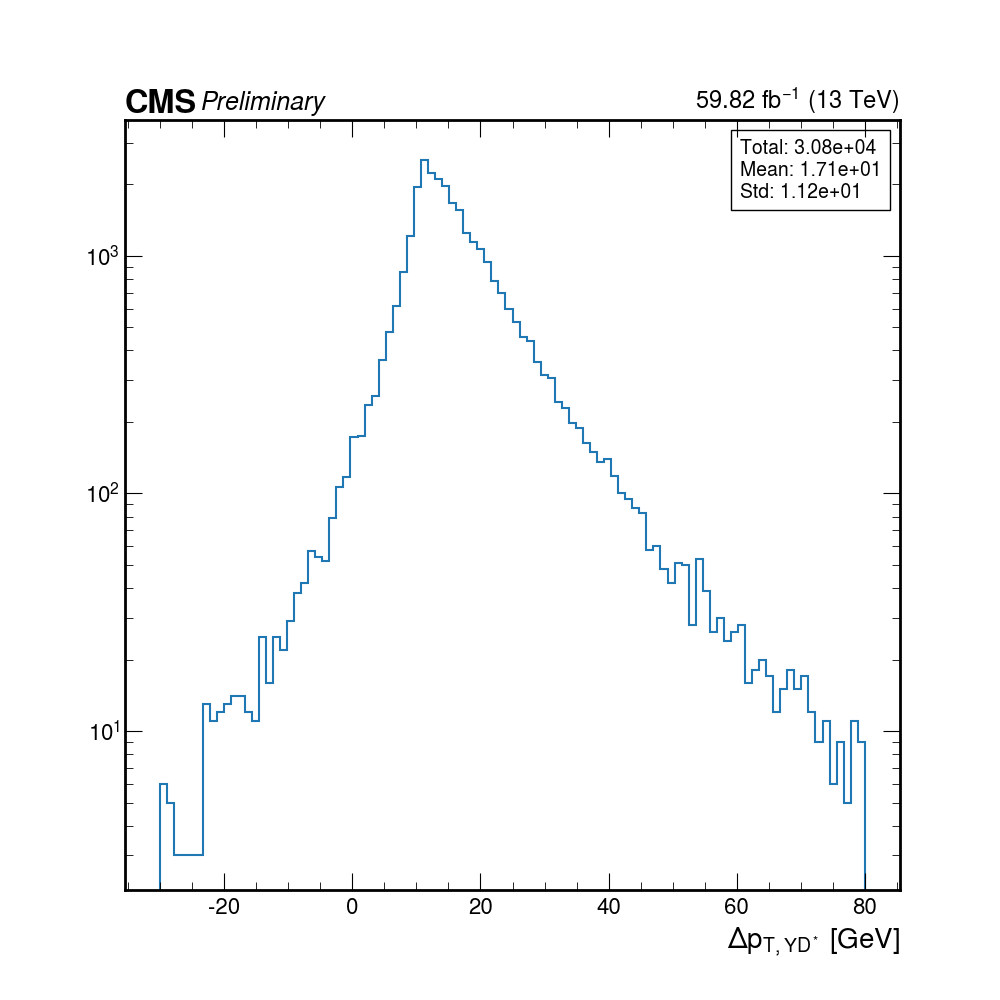 CMS Preliminary 59.82 fb⁻¹ (13 TeV)
Total: 3.08e+04
Mean: 1.71e+01
Std: 1.12e+01
10³
10²
10¹
-20 0 20 40 60 80
Δp_T, YD* [GeV]